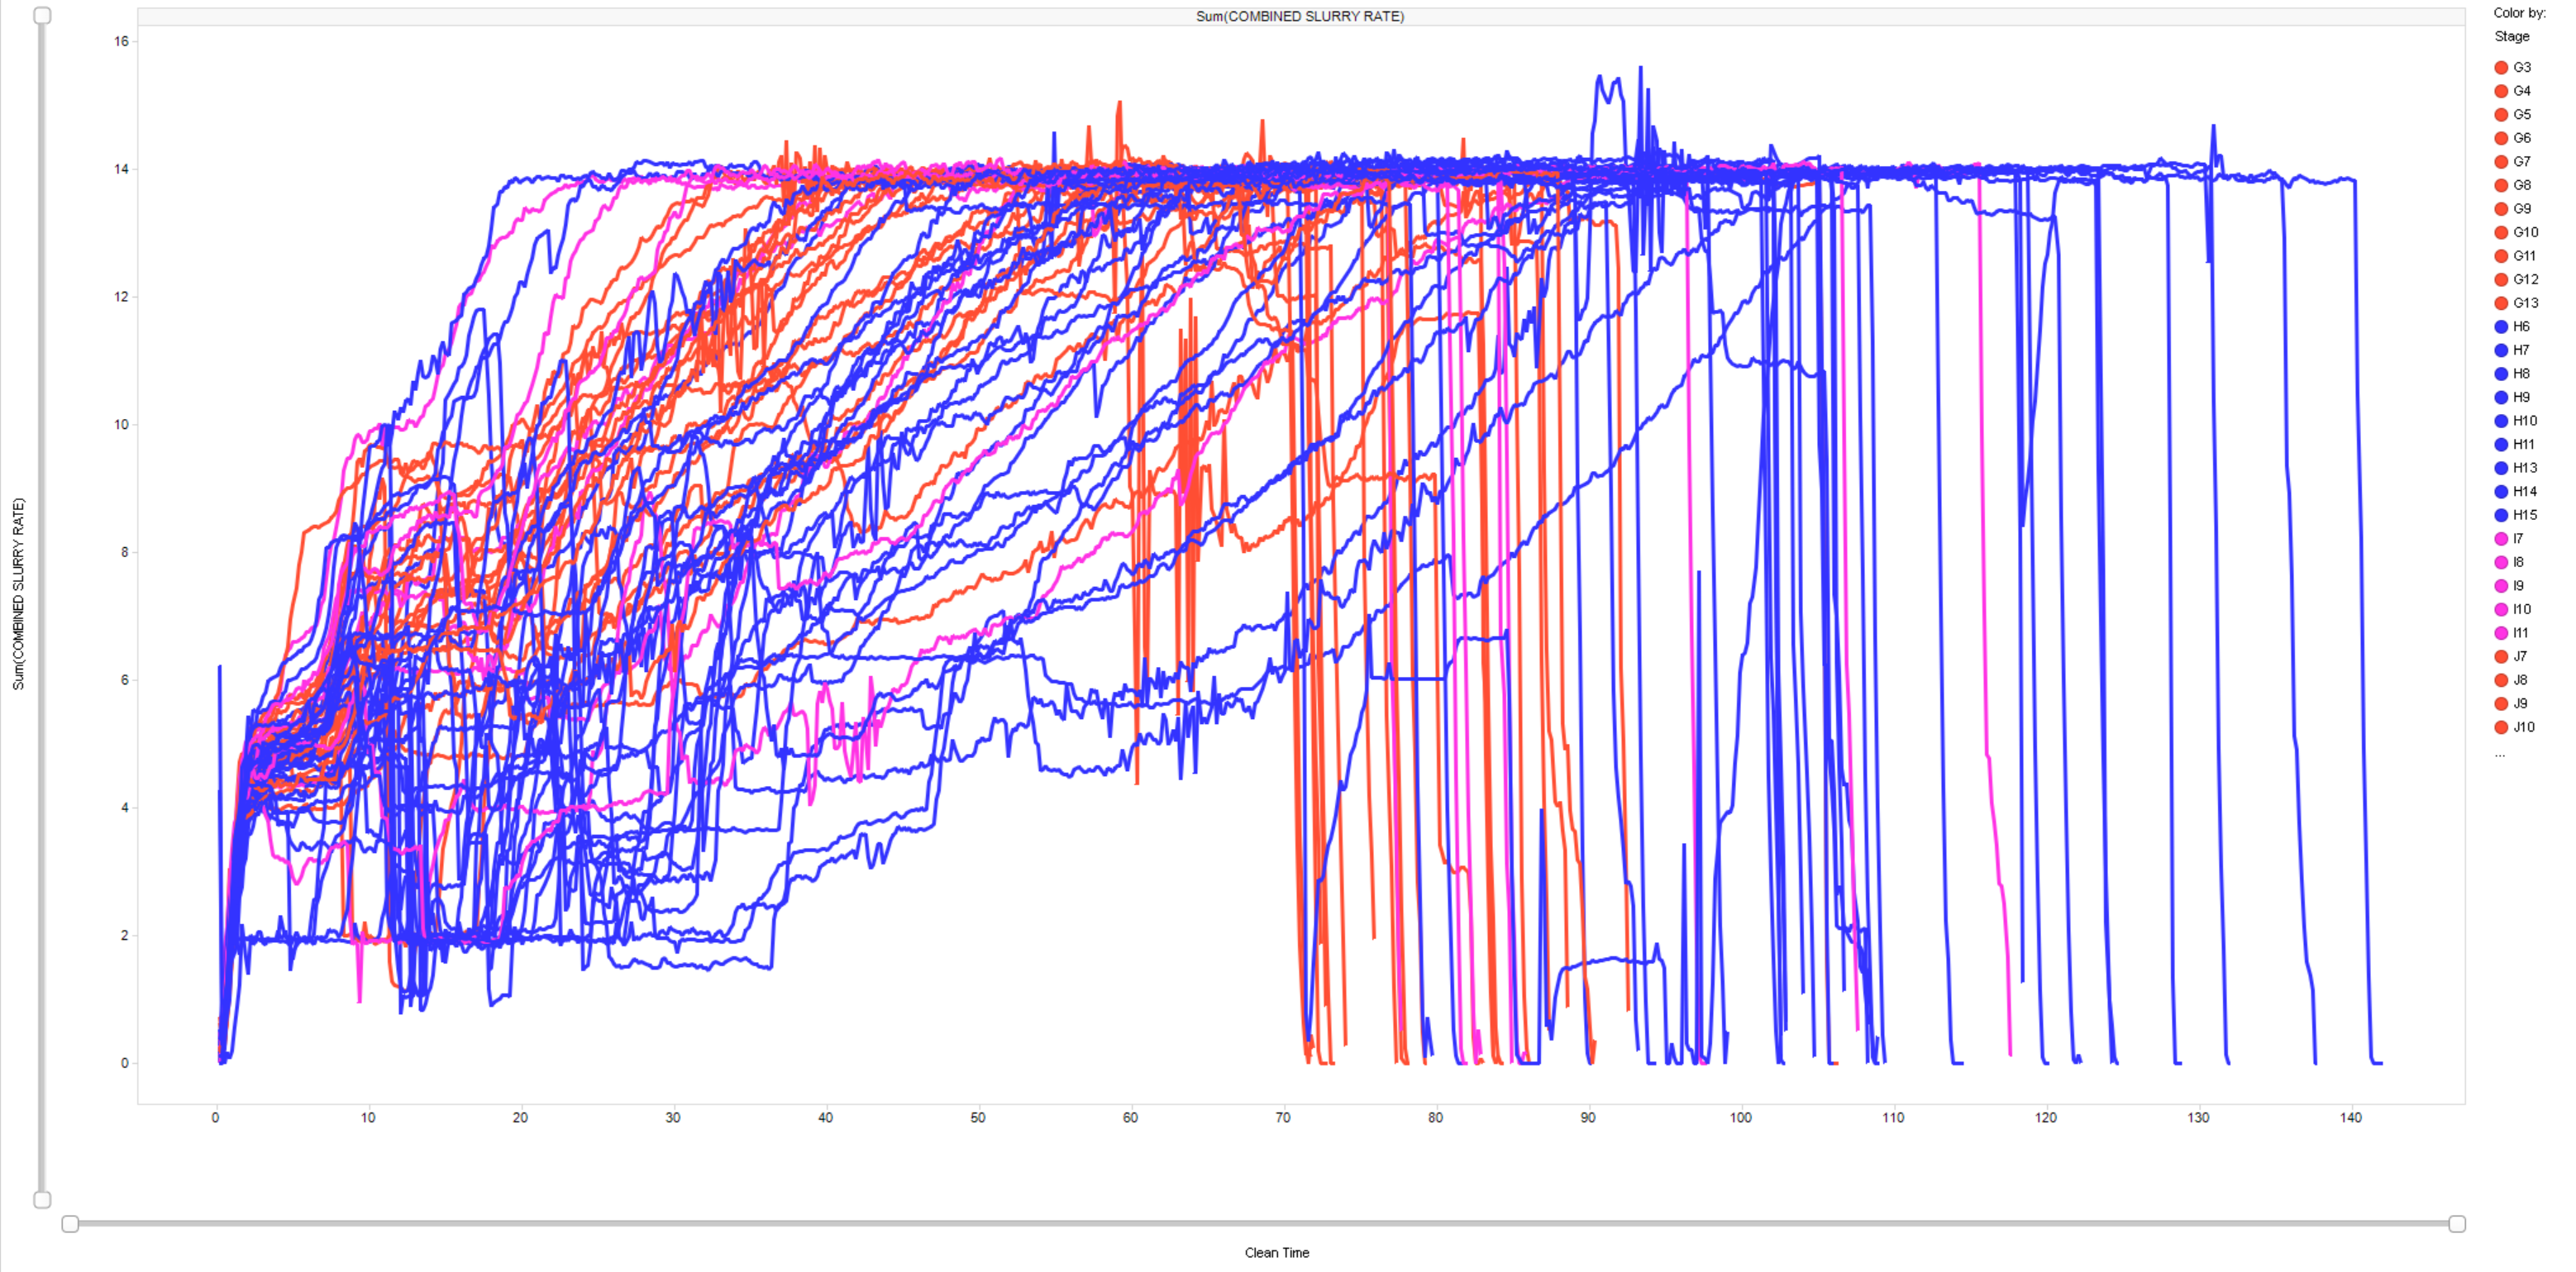 Sum(COMBINED SLURRY RATE)
Color by:
Stage
G3
G4
G5
G6
G7
G8
G9
G10
G11
G12
G13
H6
H7
H8
H9
H10
H11
H13
H14
H15
I7
I8
I9
I10
I11
J7
J8
J9
J10
...
Sum(COMBINED SLURRY RATE)
16
14
12
10
8
6
4
2
0
0 10 20 30 40 50 60 70 80 90 100 110 120 130 140
Clean Time